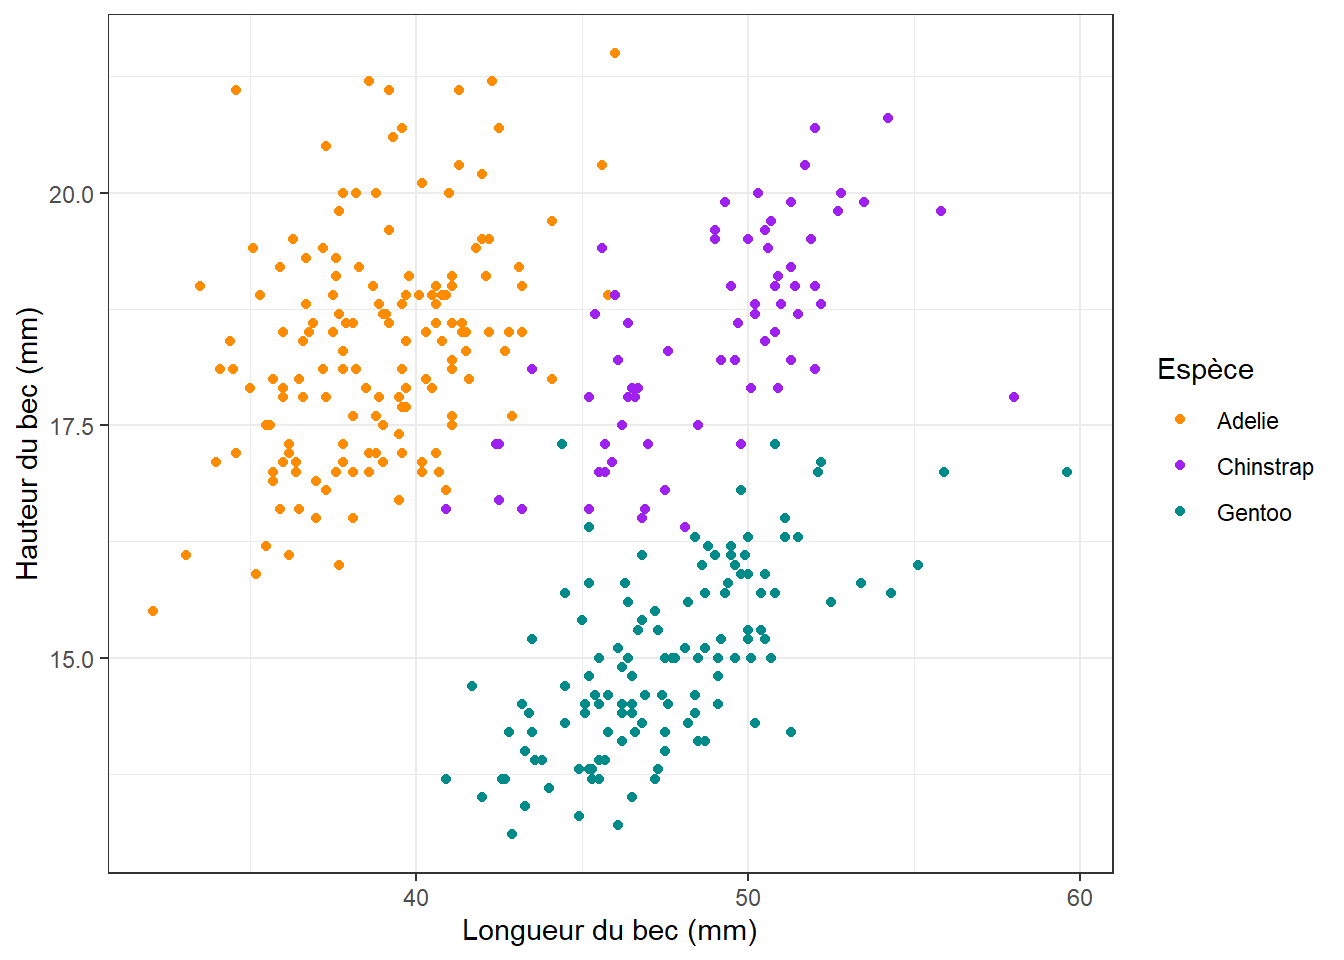 20.0
17.5
15.0
Hauteur du bec (mm)
40
50
60
Longueur du bec (mm)
Espèce
Adelie
Chinstrap
Gentoo